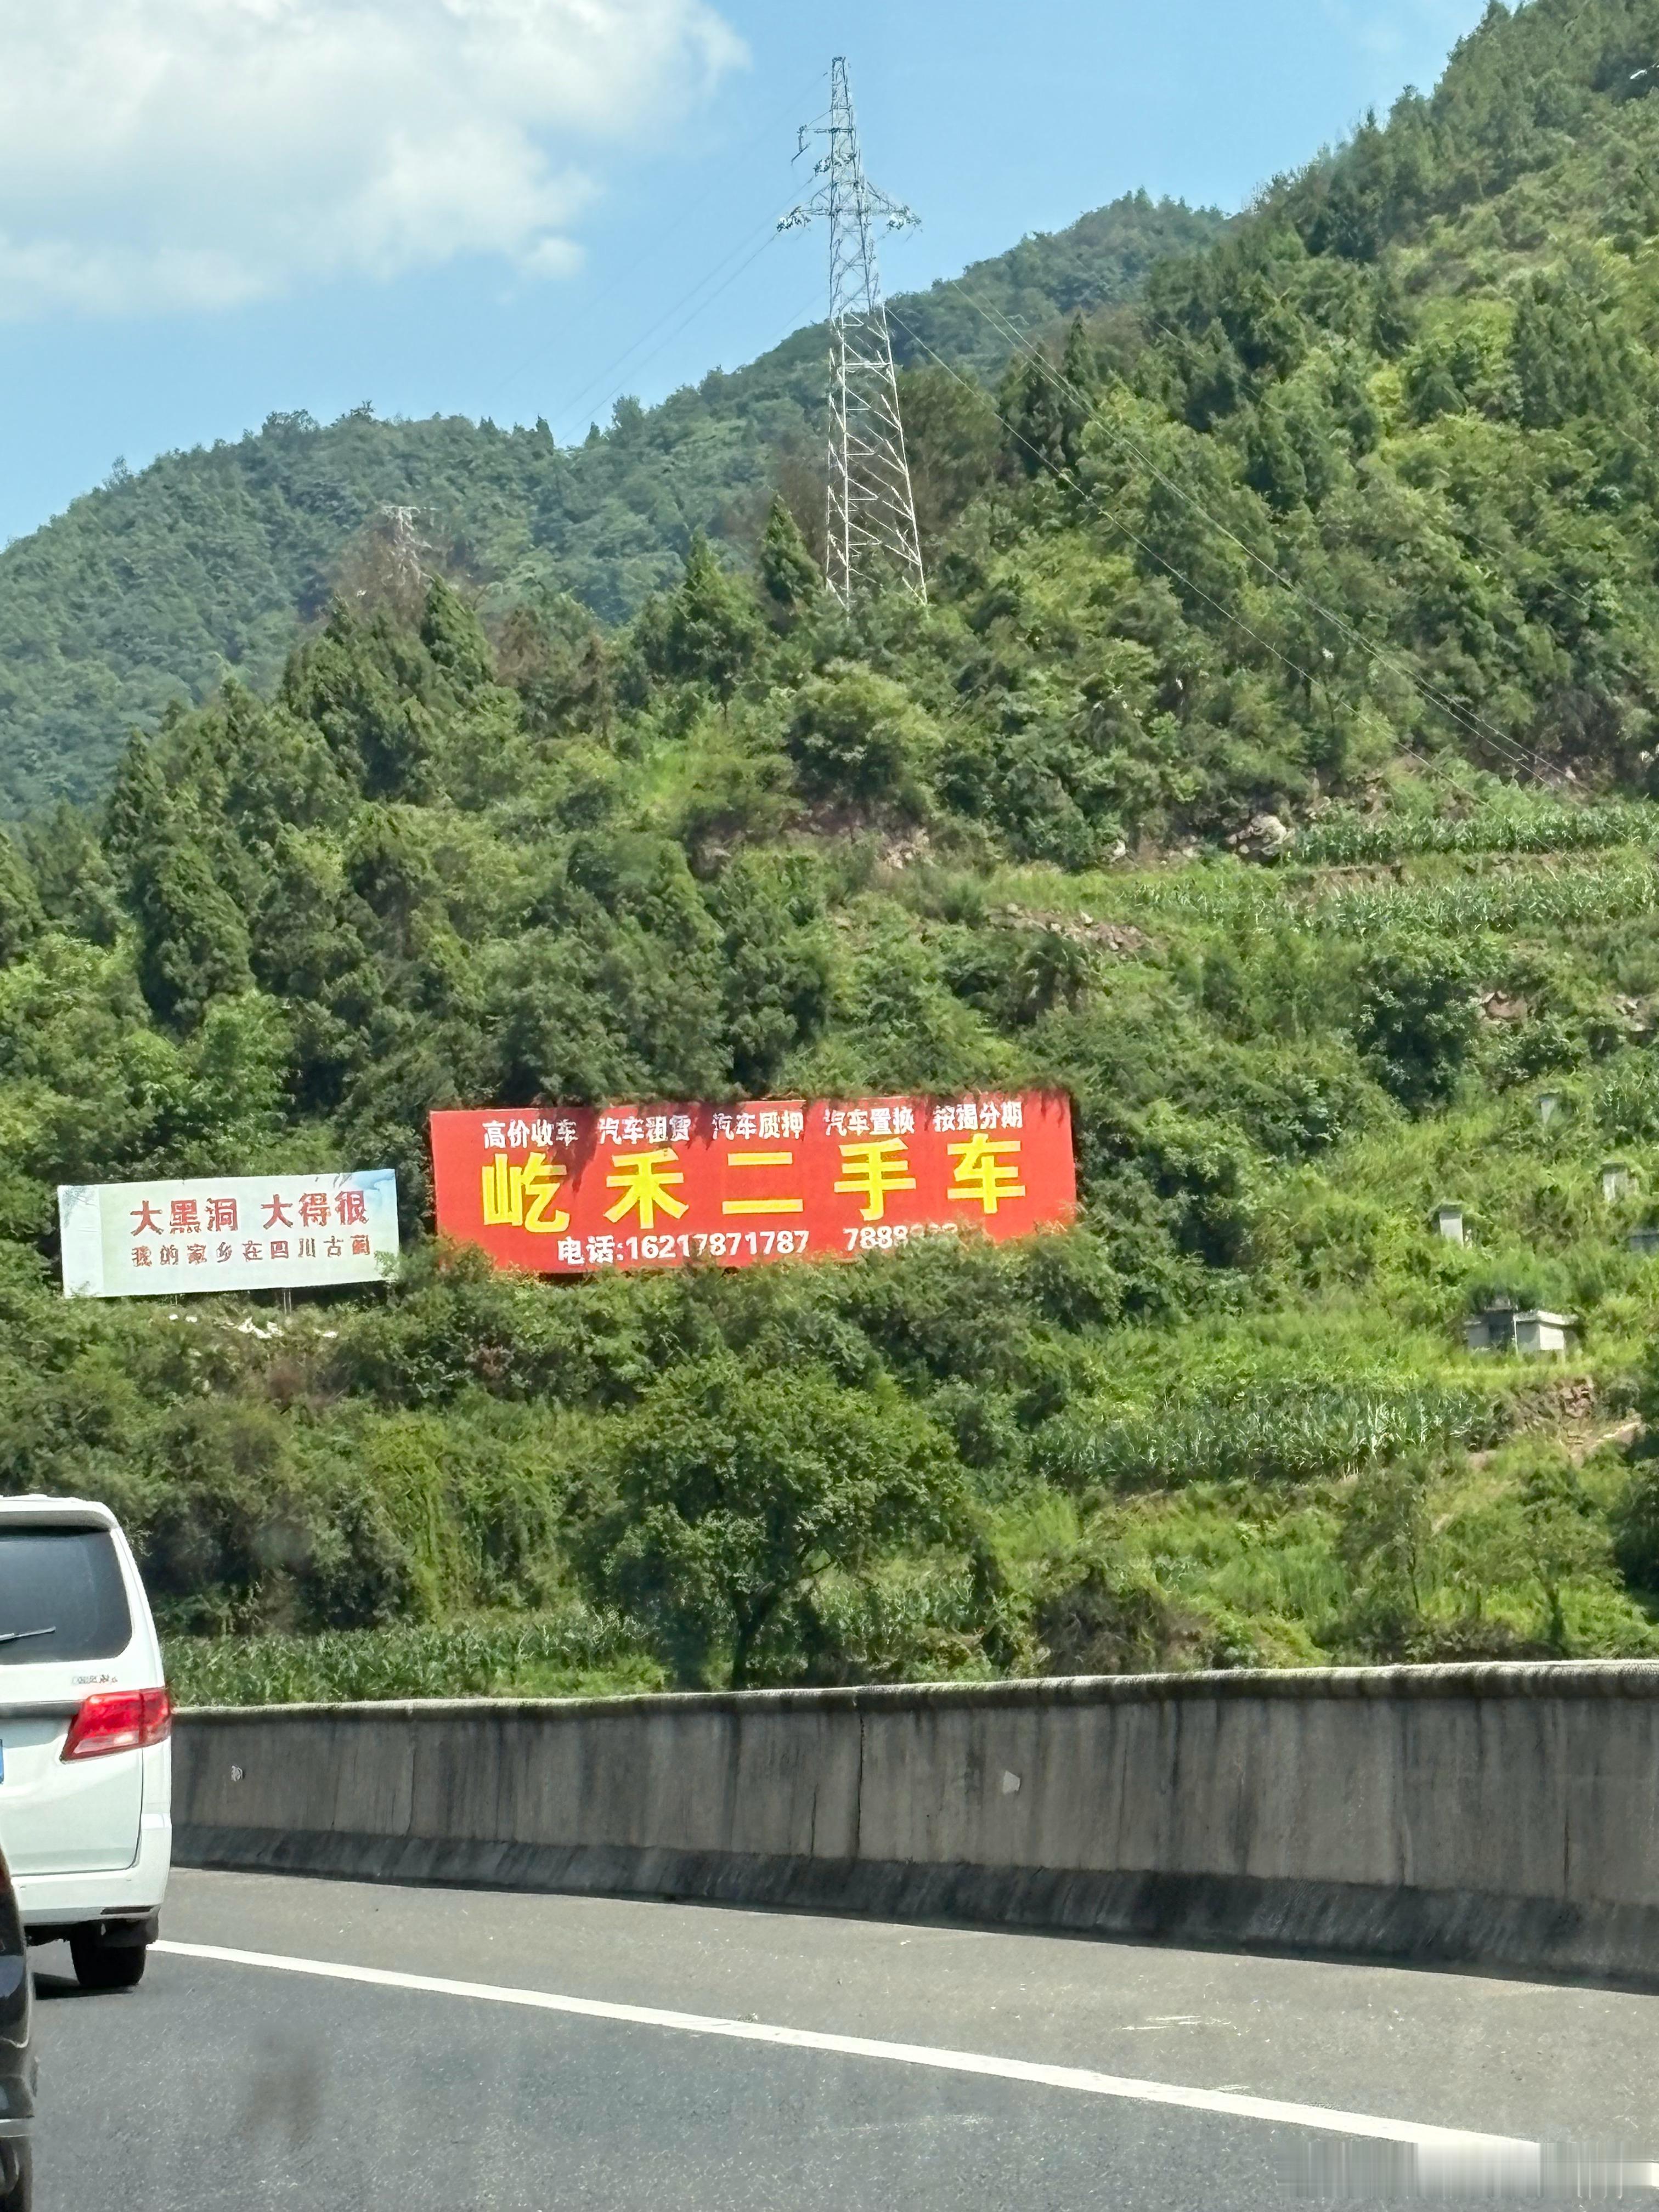 大黑洞 大得很
我的家乡在四川古蔺
高价收车 汽车租赁 汽车质押 汽车置换 按揭分期
屹禾二手车
电话:16217871787